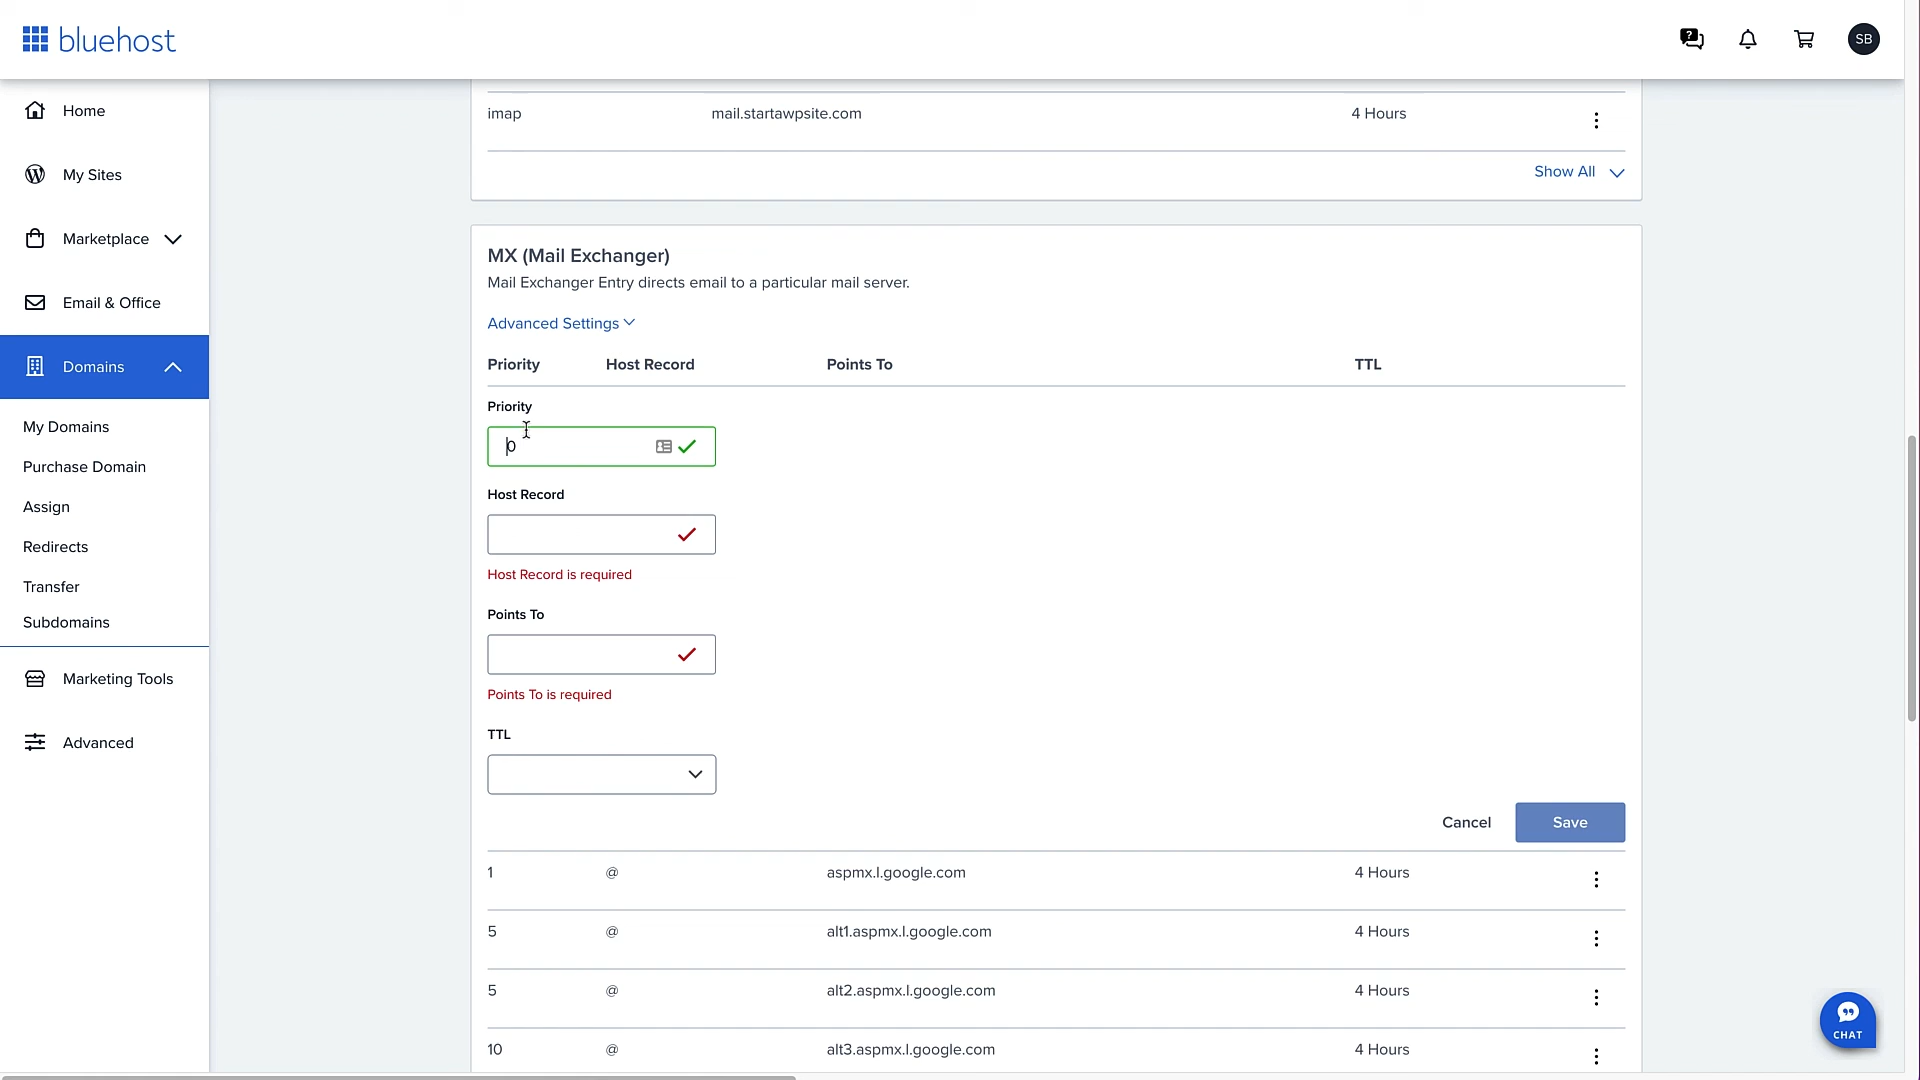 bluehost
SB
Home
My Sites
Marketplace
Email & Office
Domains
My Domains
Purchase Domain
Assign
Redirects
Transfer
Subdomains
Marketing Tools
Advanced
imap mail.startawpsite.com 4 Hours
Show All
MX (Mail Exchanger)
Mail Exchanger Entry directs email to a particular mail server.
Advanced Settings
Priority Host Record Points To TTL
Priority
0
Host Record
Host Record is required
Points To
Points To is required
TTL
Cancel Save
1 @ aspmx.l.google.com 4 Hours
5 @ alt1.aspmx.l.google.com 4 Hours
5 @ alt2.aspmx.l.google.com 4 Hours
10 @ alt3.aspmx.l.google.com 4 Hours
CHAT